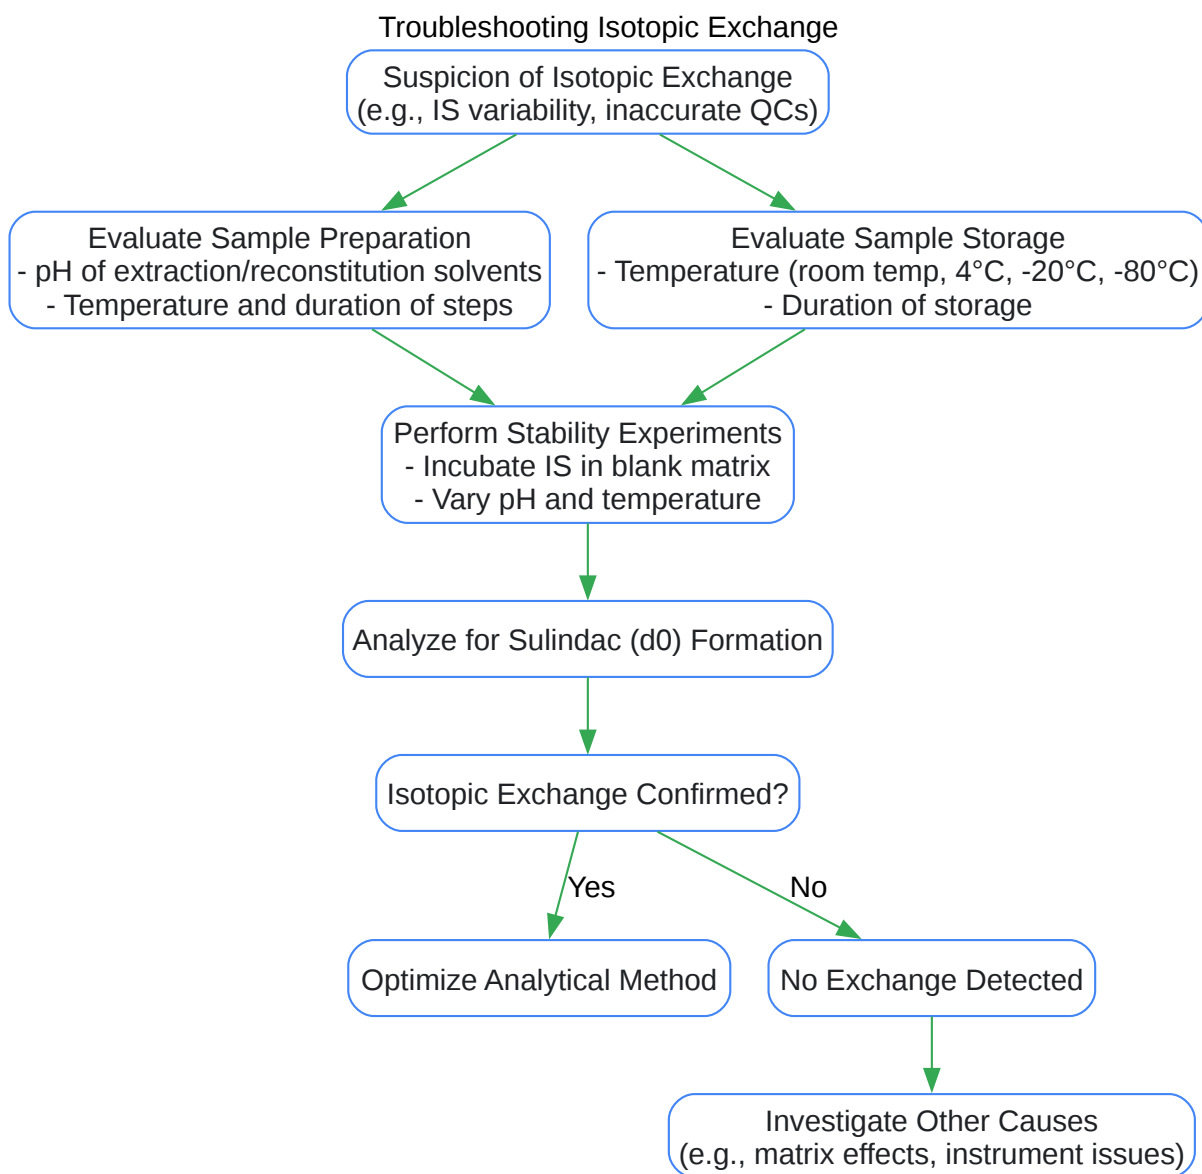 Troubleshooting Isotopic Exchange
Suspicion of Isotopic Exchange
(e.g., IS variability, inaccurate QCs)
Evaluate Sample Preparation
- pH of extraction/reconstitution solvents
- Temperature and duration of steps
Evaluate Sample Storage
- Temperature (room temp, 4°C, -20°C, -80°C)
- Duration of storage
Perform Stability Experiments
- Incubate IS in blank matrix
- Vary pH and temperature
Analyze for Sulindac (d0) Formation
Isotopic Exchange Confirmed?
Yes
No
Optimize Analytical Method
No Exchange Detected
Investigate Other Causes
(e.g., matrix effects, instrument issues)